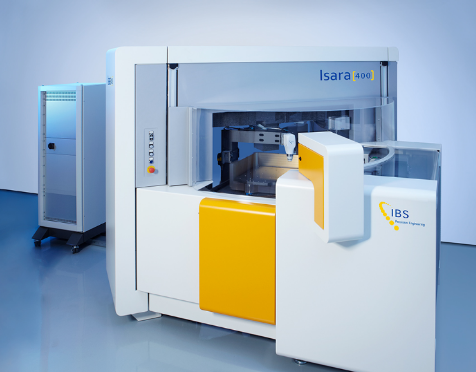 Isara [400]
IBS
Precision Engineering